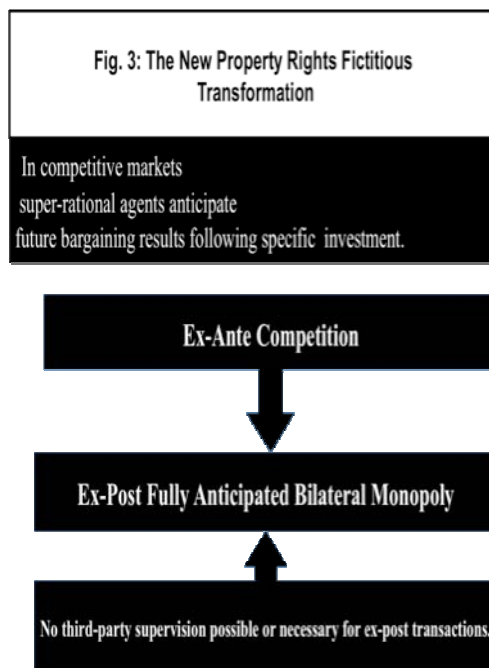 Fig. 3: The New Property Rights Fictitious
Transformation
In competitive markets
super-rational agents anticipate
future bargaining results following specific investment.
Ex-Ante Competition
Ex-Post Fully Anticipated Bilateral Monopoly
No third-party supervision possible or necessary for ex-post transactions.